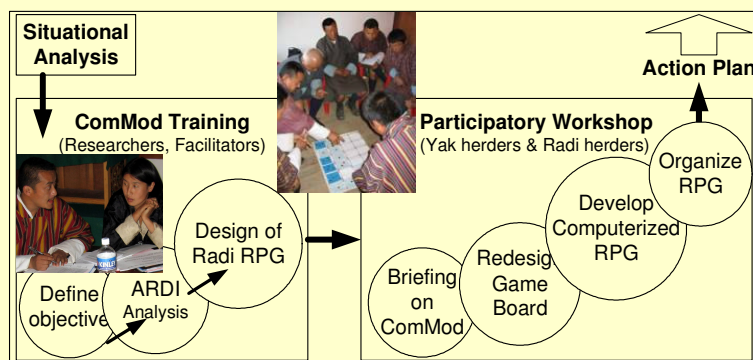 Situational
Analysis
ComMod Training
(Researchers, Facilitators)
Define
objective
ARDI
Analysis
Design of
Radi RPG
Participatory Workshop
(Yak herders & Radi herders)
Briefing
on
ComMod
Redesig
Game
Board
Develop
Computerized
RPG
Organize
RPG
Action Plan